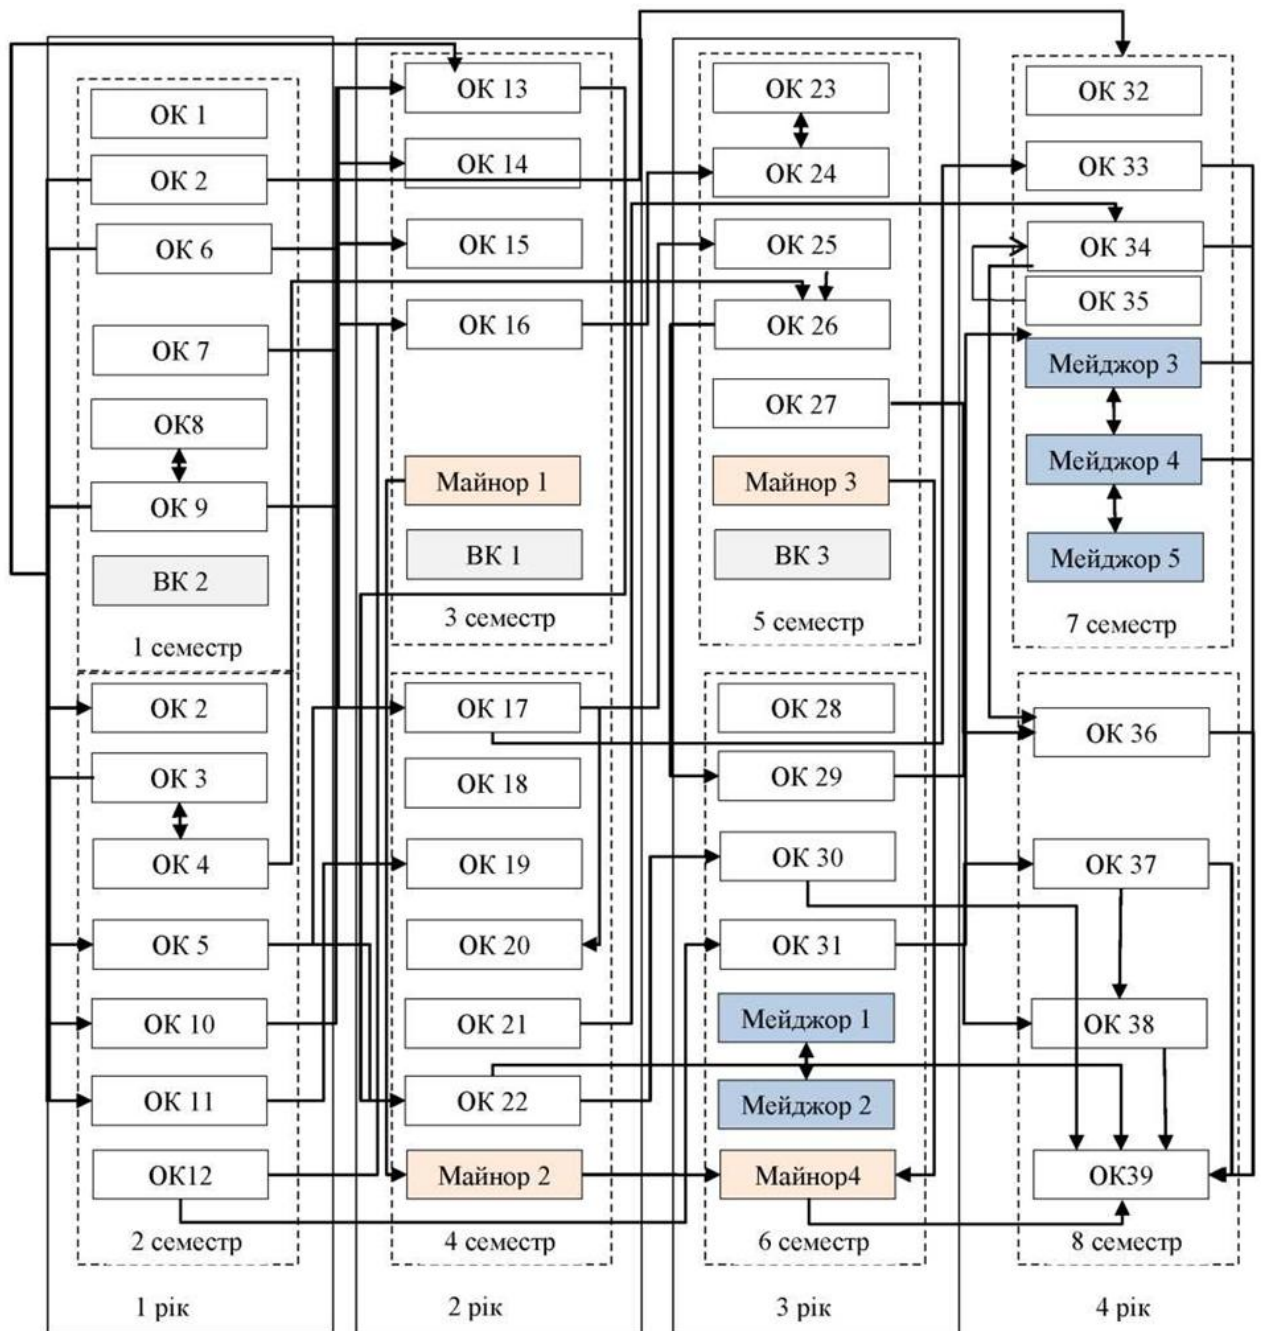 ОК 1
ОК 2
ОК 6
ОК 7
ОК8
ОК 9
ВК 2
1 семестр
ОК 2
ОК 3
ОК 4
ОК 5
ОК 10
ОК 11
ОК12
2 семестр
1 рік
ОК 13
ОК 14
ОК 15
ОК 16
Майнор 1
ВК 1
3 семестр
ОК 17
ОК 18
ОК 19
ОК 20
ОК 21
ОК 22
Майнор 2
4 семестр
2 рік
ОК 23
ОК 24
ОК 25
ОК 26
ОК 27
Майнор 3
ВК 3
5 семестр
ОК 28
ОК 29
ОК 30
ОК 31
Мейджор 1
Мейджор 2
Майнор4
6 семестр
3 рік
ОК 32
ОК 33
ОК 34
ОК 35
Мейджор 3
Мейджор 4
Мейджор 5
7 семестр
ОК 36
ОК 37
ОК 38
ОК39
8 семестр
4 рік